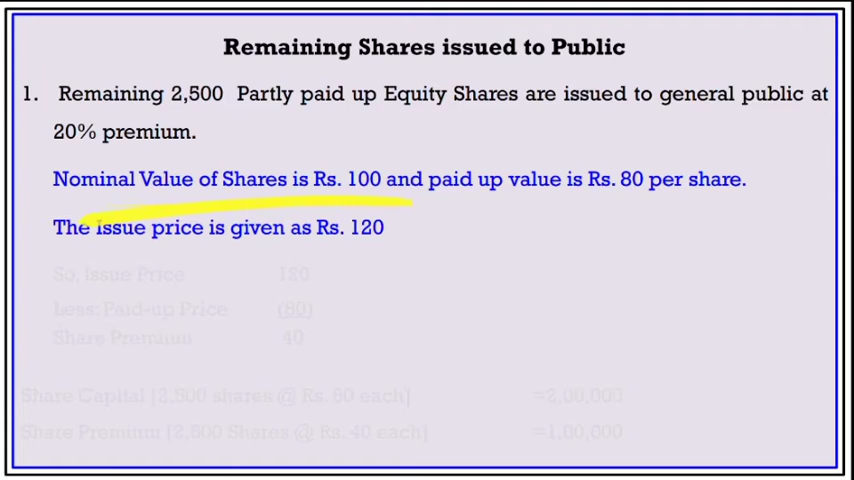 Remaining Shares issued to Public
1. Remaining 2,500 Partly paid up Equity Shares are issued to general public at
20% premium.
Nominal Value of Shares is Rs. 100 and paid up value is Rs. 80 per share.
The Issue price is given as Rs. 120
So, Issue Price 120
Less: Paid-up Price (80)
Share Premium 40
Share Capital [2,500 shares @ Rs. 80 each] =2,00,000
Share Premium [2,500 Shares @ Rs. 40 each] =1,00,000